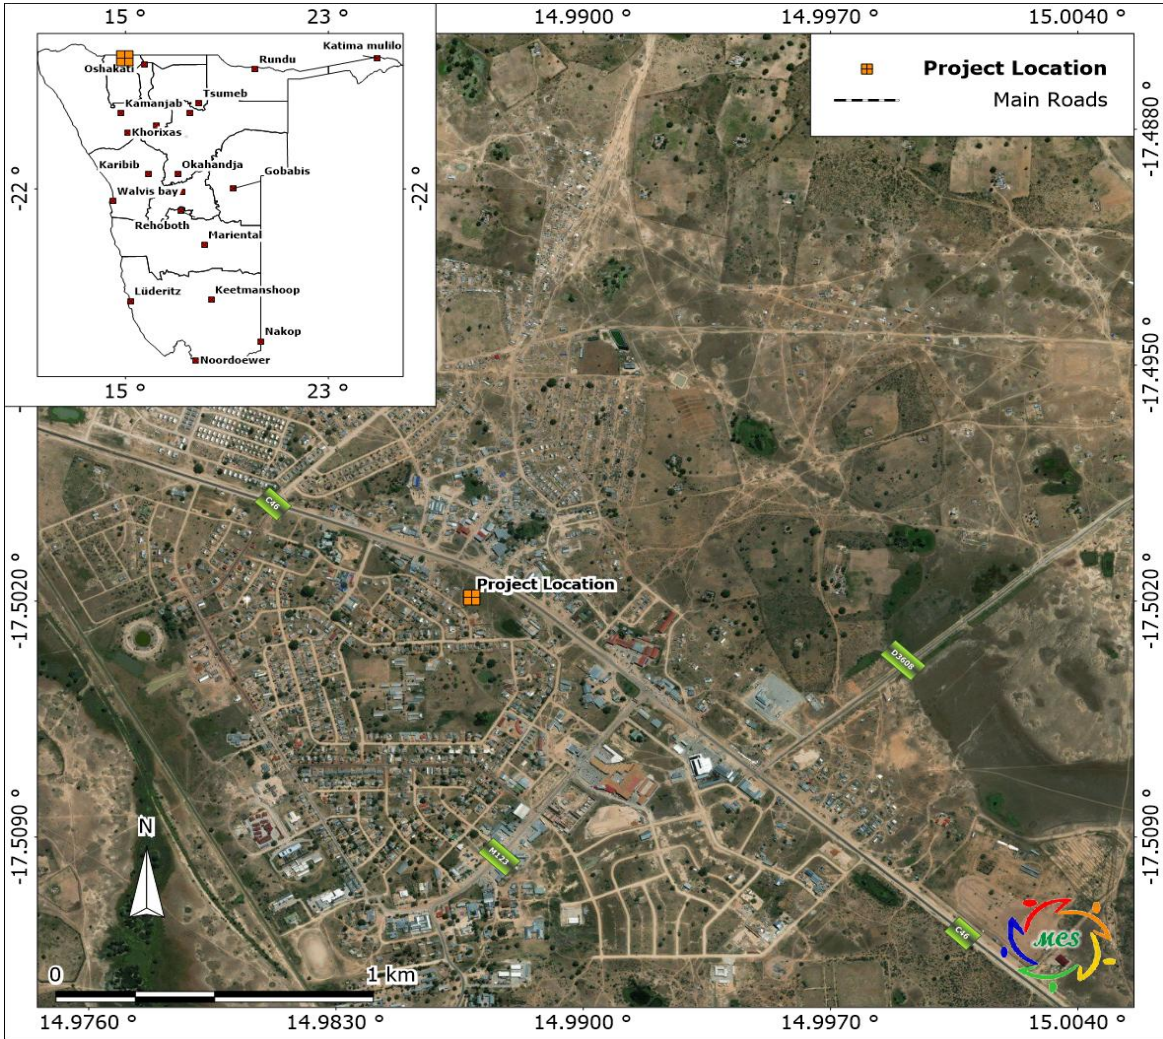 14.9900 °
14.9970 °
15.0040 °
15 °
23 °
Katima mulilo
Rundu
Oshakati
Tsumeb
Kamanjab
Khorixas
Karibib
Okahandja
Gobabis
Walvis bay
Rehoboth
Mariental
Lüderitz
Keetmanshoop
Nakop
Noordoewer
-22 °
-22 °
15 °
23 °
Project Location
Main Roads
-17.4880 °
-17.4950 °
-17.5020 °
-17.5090 °
-17.5020 °
-17.5090 °
C46
Project Location
D3608
M123
C46
N
MCS
0
1 km
14.9760 °
14.9830 °
14.9900 °
14.9970 °
15.0040 °